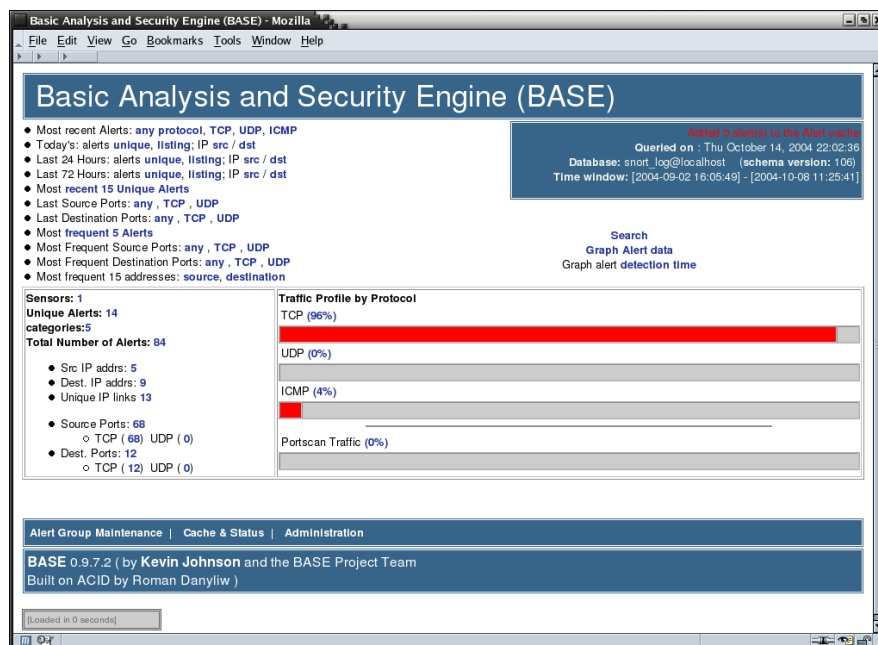 Basic Analysis and Security Engine (BASE) - Mozilla
File Edit View Go Bookmarks Tools Window Help
Basic Analysis and Security Engine (BASE)
Most recent Alerts: any protocol, TCP, UDP, ICMP
Today's: alerts unique, listing; IP src / dst
Last 24 Hours: alerts unique, listing; IP src / dst
Last 72 Hours: alerts unique, listing; IP src / dst
Most recent 15 Unique Alerts
Last Source Ports: any , TCP , UDP
Last Destination Ports: any , TCP , UDP
Most frequent 5 Alerts
Most Frequent Source Ports: any , TCP , UDP
Most Frequent Destination Ports: any , TCP , UDP
Most frequent 15 addresses: source, destination
Added 0 alert(s) to the Alert cache
Queried on : Thu October 14, 2004 22:02:36
Database: snort_log@localhost (schema version: 106)
Time window: [2004-09-02 16:05:49] - [2004-10-08 11:25:41]
Search
Graph Alert data
Graph alert detection time
Sensors: 1
Unique Alerts: 14
categories:5
Total Number of Alerts: 84
Src IP addrs: 5
Dest. IP addrs: 9
Unique IP links 13
Source Ports: 68
TCP ( 68) UDP ( 0)
Dest. Ports: 12
TCP ( 12) UDP ( 0)
Traffic Profile by Protocol
TCP (96%)
UDP (0%)
ICMP (4%)
Portscan Traffic (0%)
Alert Group Maintenance | Cache & Status | Administration
BASE 0.9.7.2 ( by Kevin Johnson and the BASE Project Team
Built on ACID by Roman Danyliw )
[Loaded in 0 seconds]